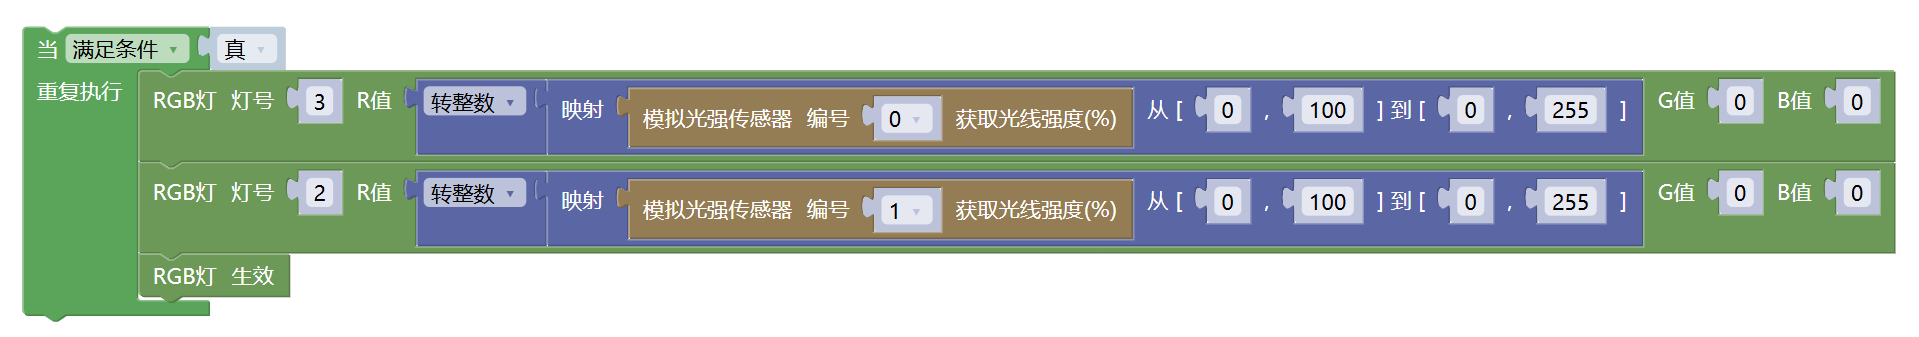 当 满足条件 真
重复执行
RGB灯 灯号 3 R值 转整数 映射 模拟光强传感器 编号 0 获取光线强度(%) 从 [ 0 , 100 ] 到 [ 0 , 255 ] G值 0 B值 0
RGB灯 灯号 2 R值 转整数 映射 模拟光强传感器 编号 1 获取光线强度(%) 从 [ 0 , 100 ] 到 [ 0 , 255 ] G值 0 B值 0
RGB灯 生效